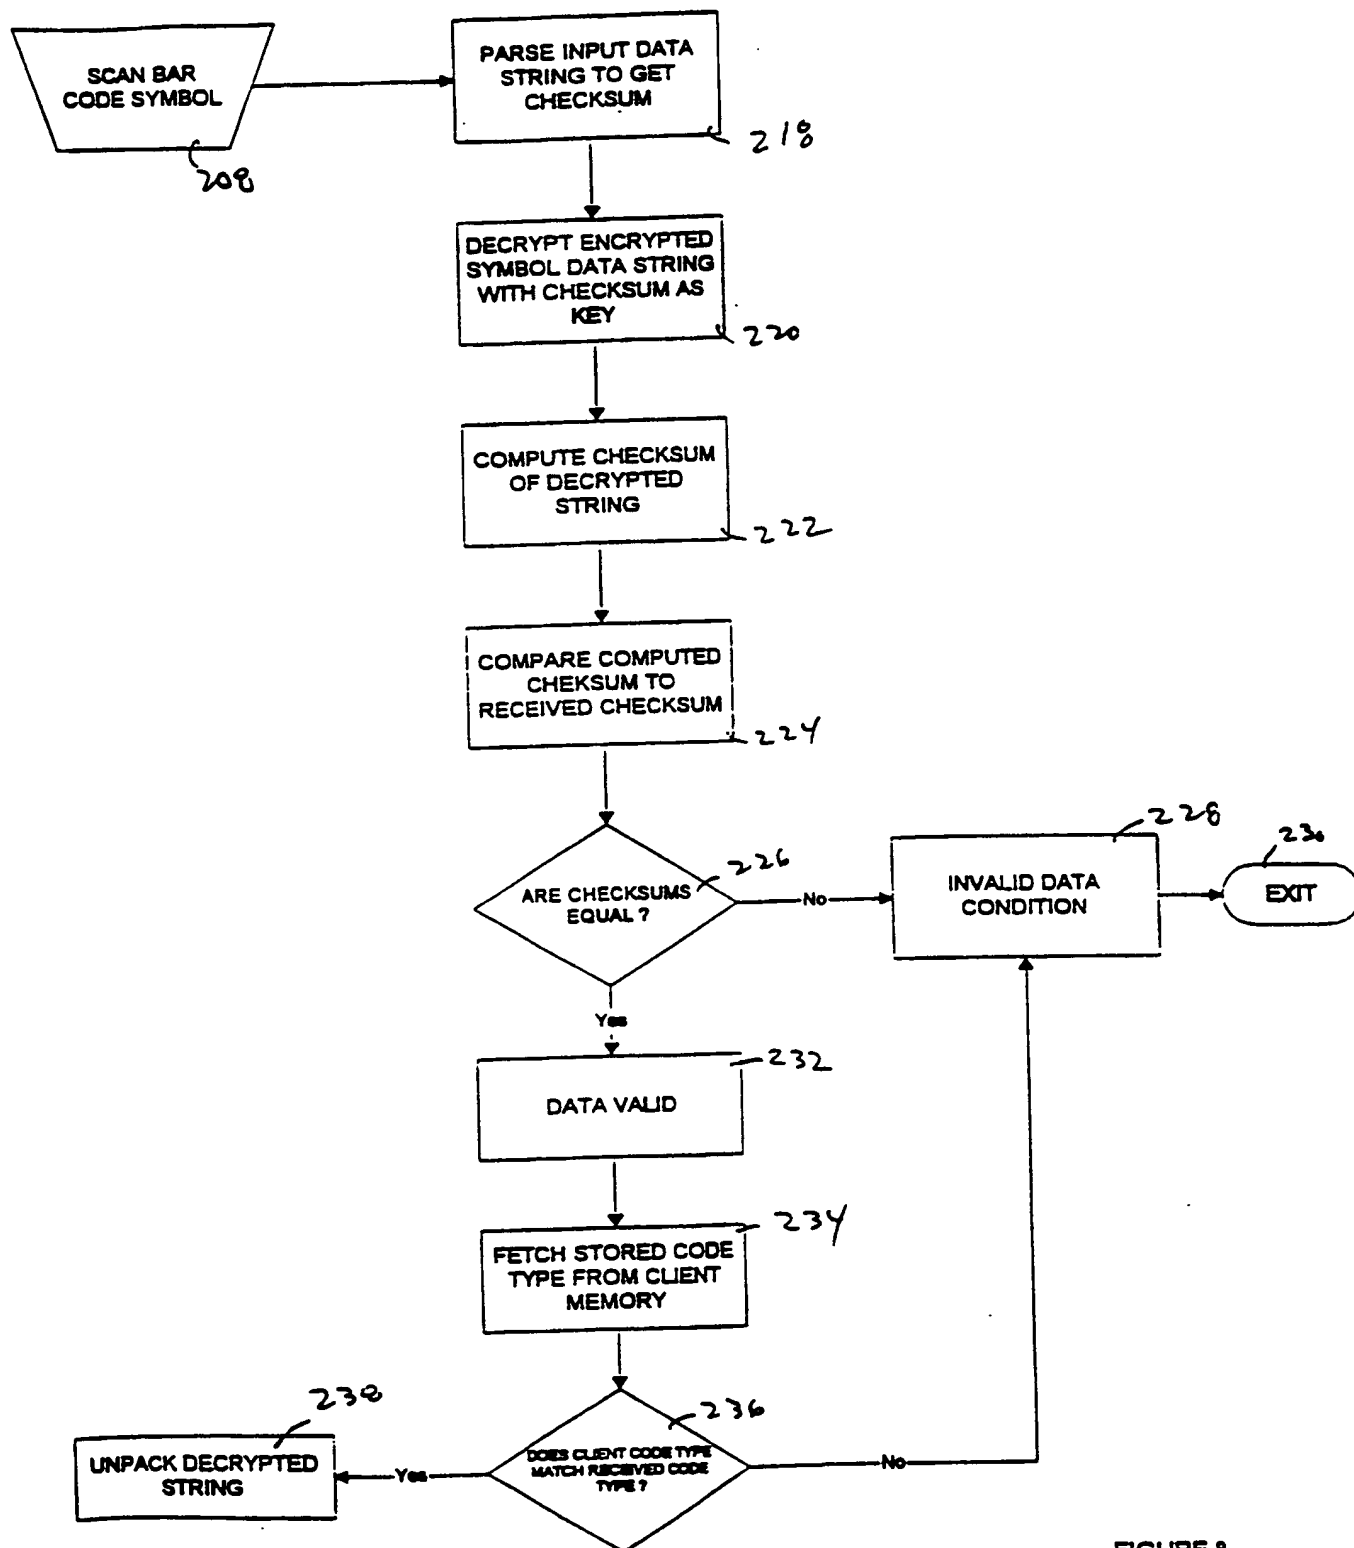 SCAN BAR
CODE SYMBOL
208
PARSE INPUT DATA
STRING TO GET
CHECKSUM
218
DECRYPT ENCRYPTED
SYMBOL DATA STRING
WITH CHECKSUM AS
KEY
220
COMPUTE CHECKSUM
OF DECRYPTED
STRING
222
COMPARE COMPUTED
CHEKSUM TO
RECEIVED CHECKSUM
224
ARE CHECKSUMS
EQUAL ?
226
No
INVALID DATA
CONDITION
228
EXIT
230
Yes
DATA VALID
232
FETCH STORED CODE
TYPE FROM CLIENT
MEMORY
234
DOES CLIENT CODE TYPE
MATCH RECEIVED CODE
TYPE ?
236
No
Yes
UNPACK DECRYPTED
STRING
238
FIGURE